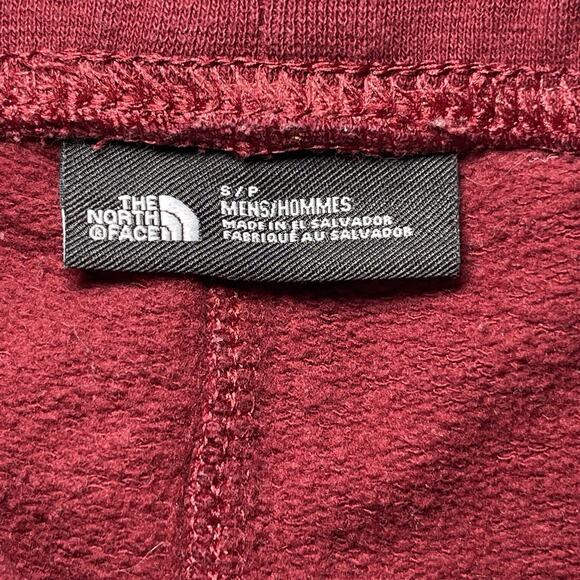 THE
NORTH
FACE
S/P
MENS/HOMMES
MADE IN EL SALVADOR
FABRIQUÉ AU SALVADOR